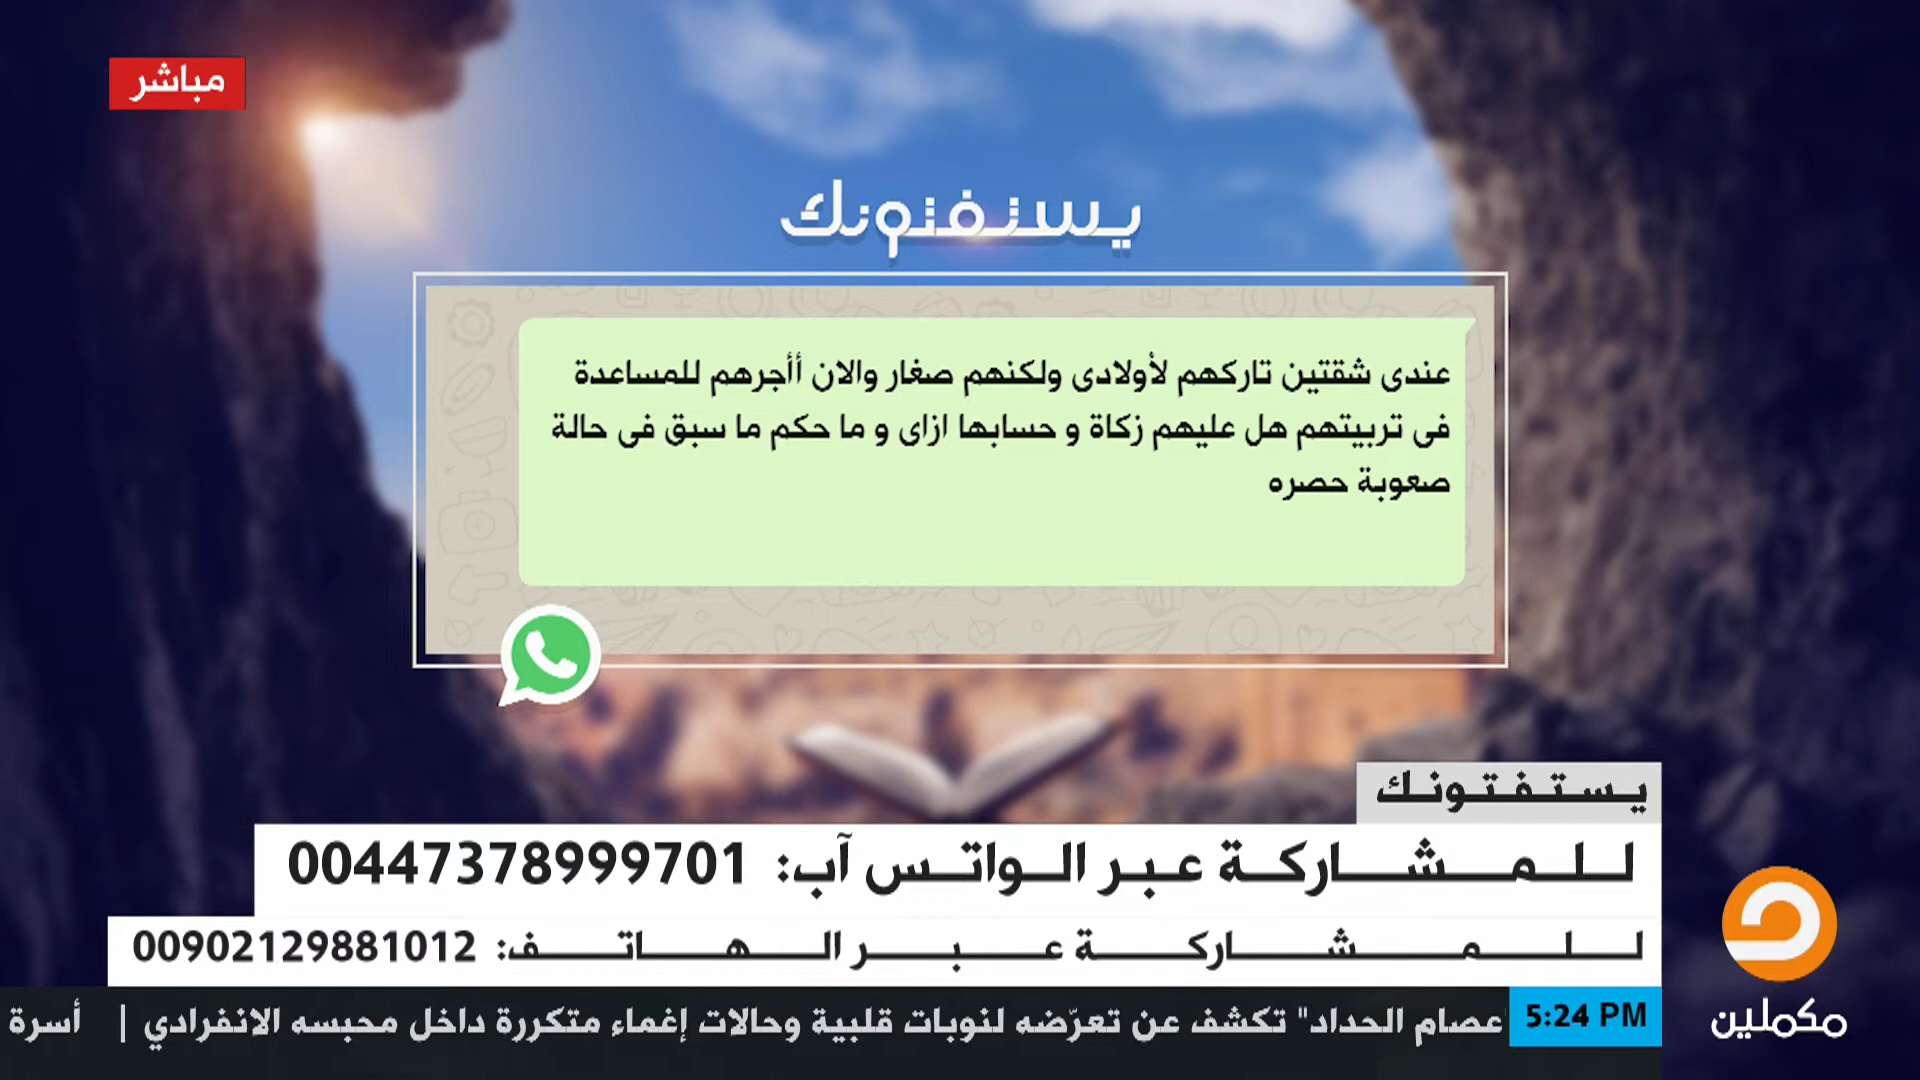 مباشر
يستفتونك
عندى شقتين تاركهم لأولادى ولكنهم صغار والان أأجرهم للمساعدة
فى تربيتهم هل عليهم زكاة و حسابها ازاى و ما حكم ما سبق فى حالة
صعوبة حصره
يستفتونك
للمشاركة عبر الواتس آب: 00447378999701
للمشاركة عبر الهاتف: 00902129881012
5:24 PM
عصام الحداد" تكشف عن تعرّضه لنوبات قلبية وحالات إغماء متكررة داخل محبسه الانفرادي | أسرة
مكملين